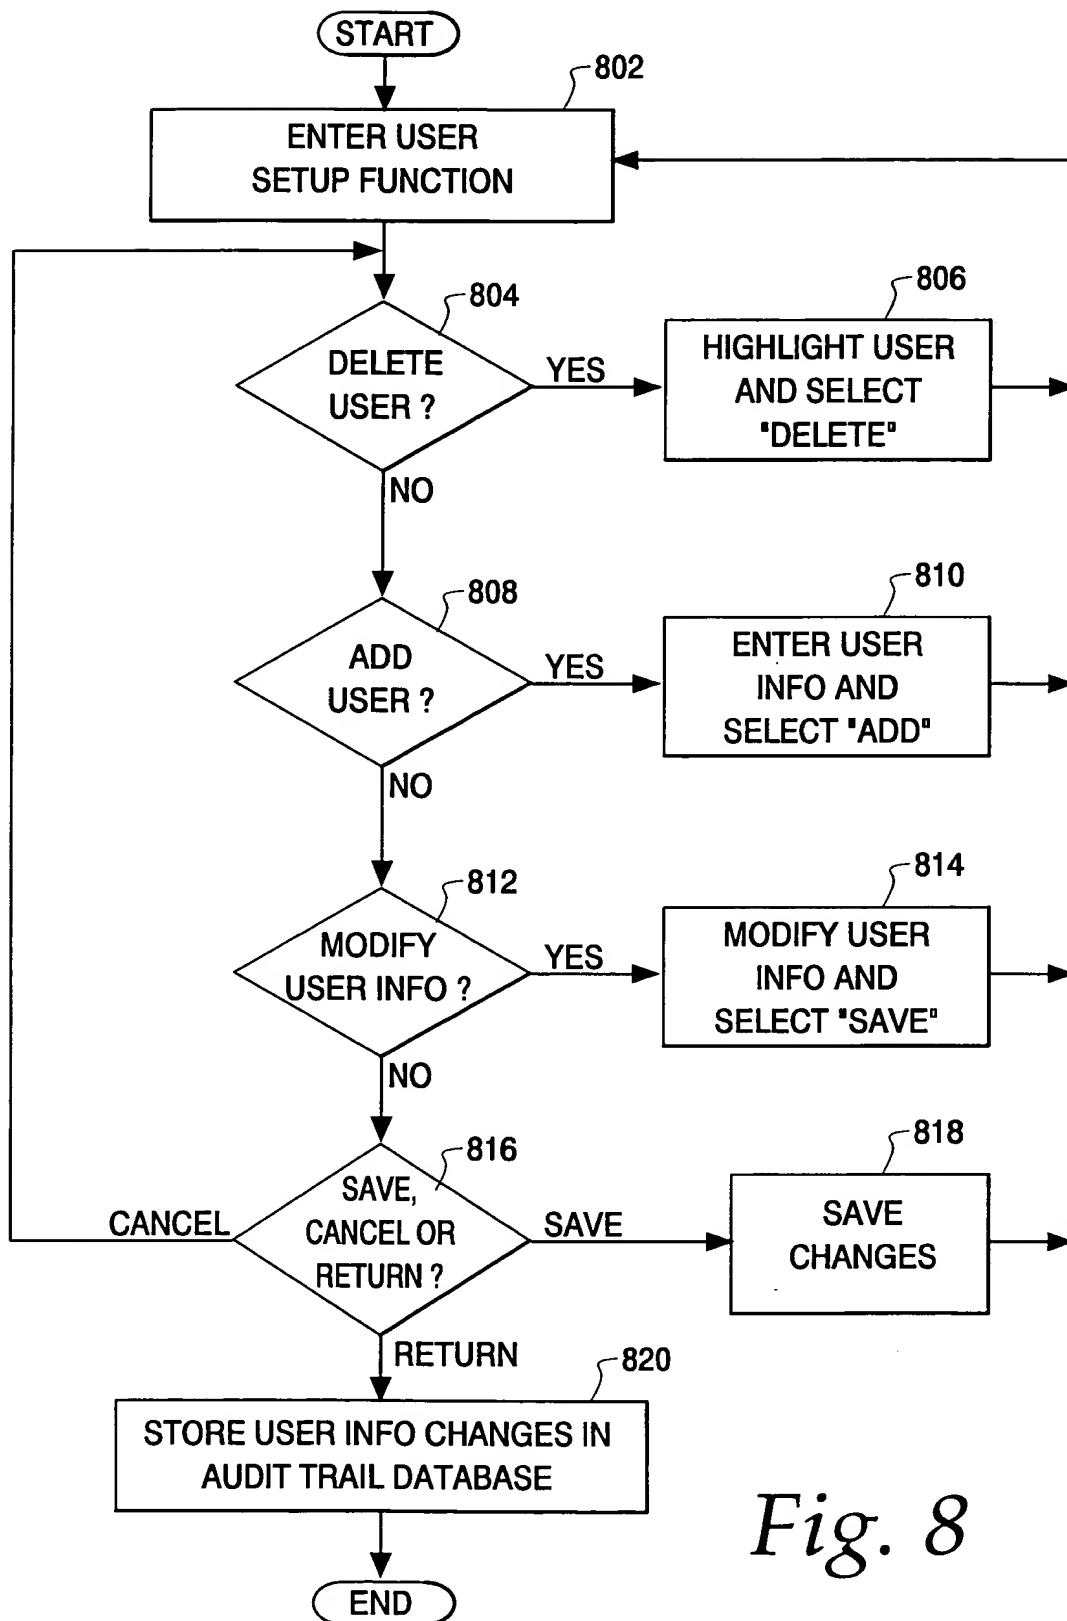 START
802
ENTER USER
SETUP FUNCTION
804
DELETE
USER ?
YES
806
HIGHLIGHT USER
AND SELECT
"DELETE"
NO
808
ADD
USER ?
YES
810
ENTER USER
INFO AND
SELECT "ADD"
NO
812
MODIFY
USER INFO ?
YES
814
MODIFY USER
INFO AND
SELECT "SAVE"
NO
816
SAVE,
CANCEL OR
RETURN ?
CANCEL
SAVE
818
SAVE
CHANGES
RETURN
820
STORE USER INFO CHANGES IN
AUDIT TRAIL DATABASE
END
Fig. 8